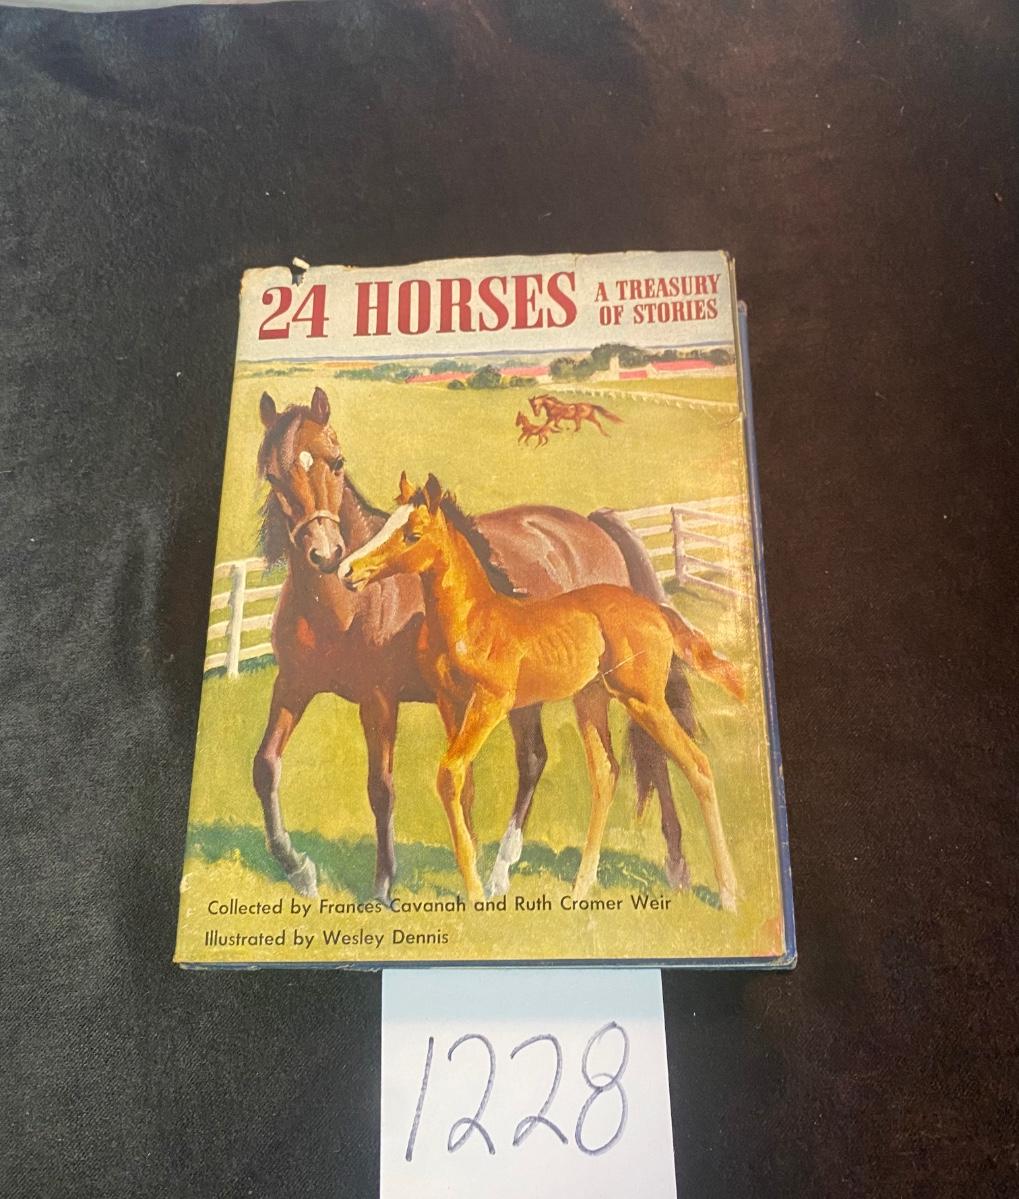 24 HORSES
A TREASURY
OF STORIES
Collected by Frances Cavanah and Ruth Cromer Weir
Illustrated by Wesley Dennis
1228